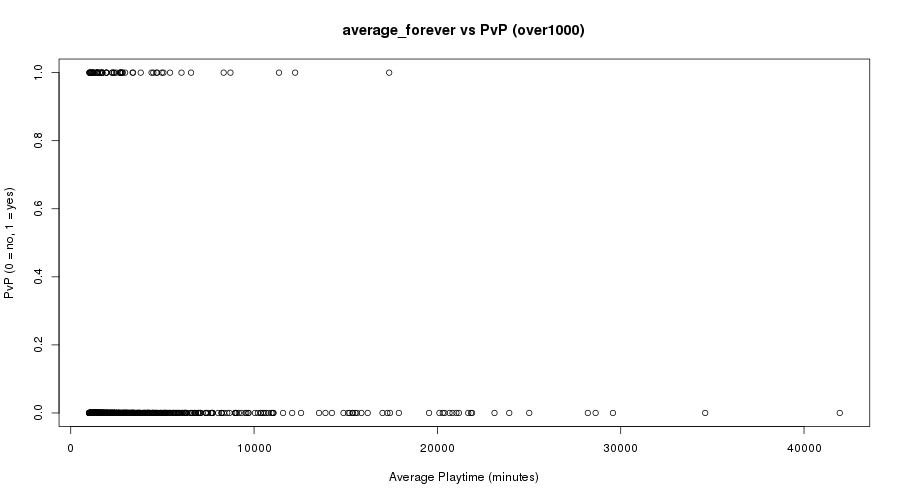 average_forever vs PvP (over1000)
PvP (0 = no, 1 = yes)
1.0
0.8
0.6
0.4
0.2
0.0
0 10000 20000 30000 40000
Average Playtime (minutes)